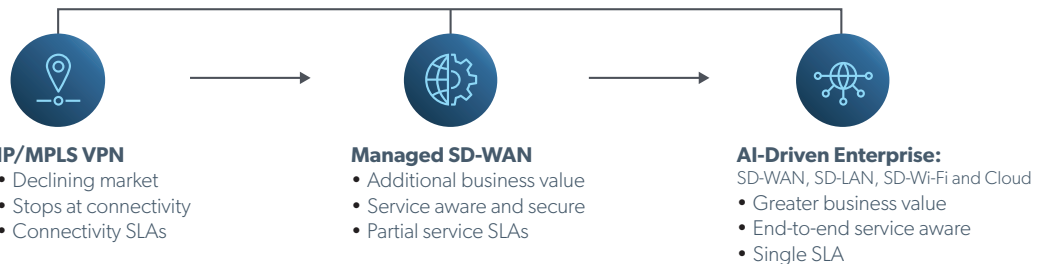 IP/MPLS VPN
• Declining market
• Stops at connectivity
• Connectivity SLAs
Managed SD-WAN
• Additional business value
• Service aware and secure
• Partial service SLAs
AI-Driven Enterprise:
SD-WAN, SD-LAN, SD-Wi-Fi and Cloud
• Greater business value
• End-to-end service aware
• Single SLA